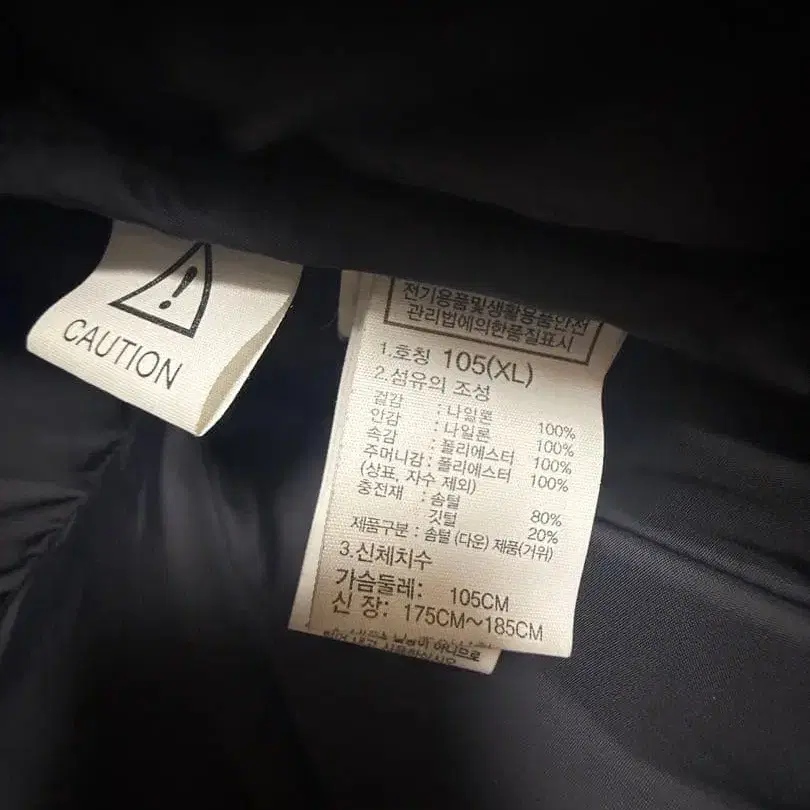 CAUTION
전기용품및생활용품안전
관리법에의한품질표시
1.호칭 105(XL)
2.섬유의 조성
겉감 : 나일론 100%
안감 : 나일론 100%
속감 : 폴리에스터 100%
주머니감 : 폴리에스터 100%
(상표, 자수 제외)
충전재 : 솜털 80%
깃털 20%
제품구분 : 솜털 (다운) 제품(거위)
3.신체치수
가슴둘레: 105CM
신 장: 175CM~185CM
아니므로